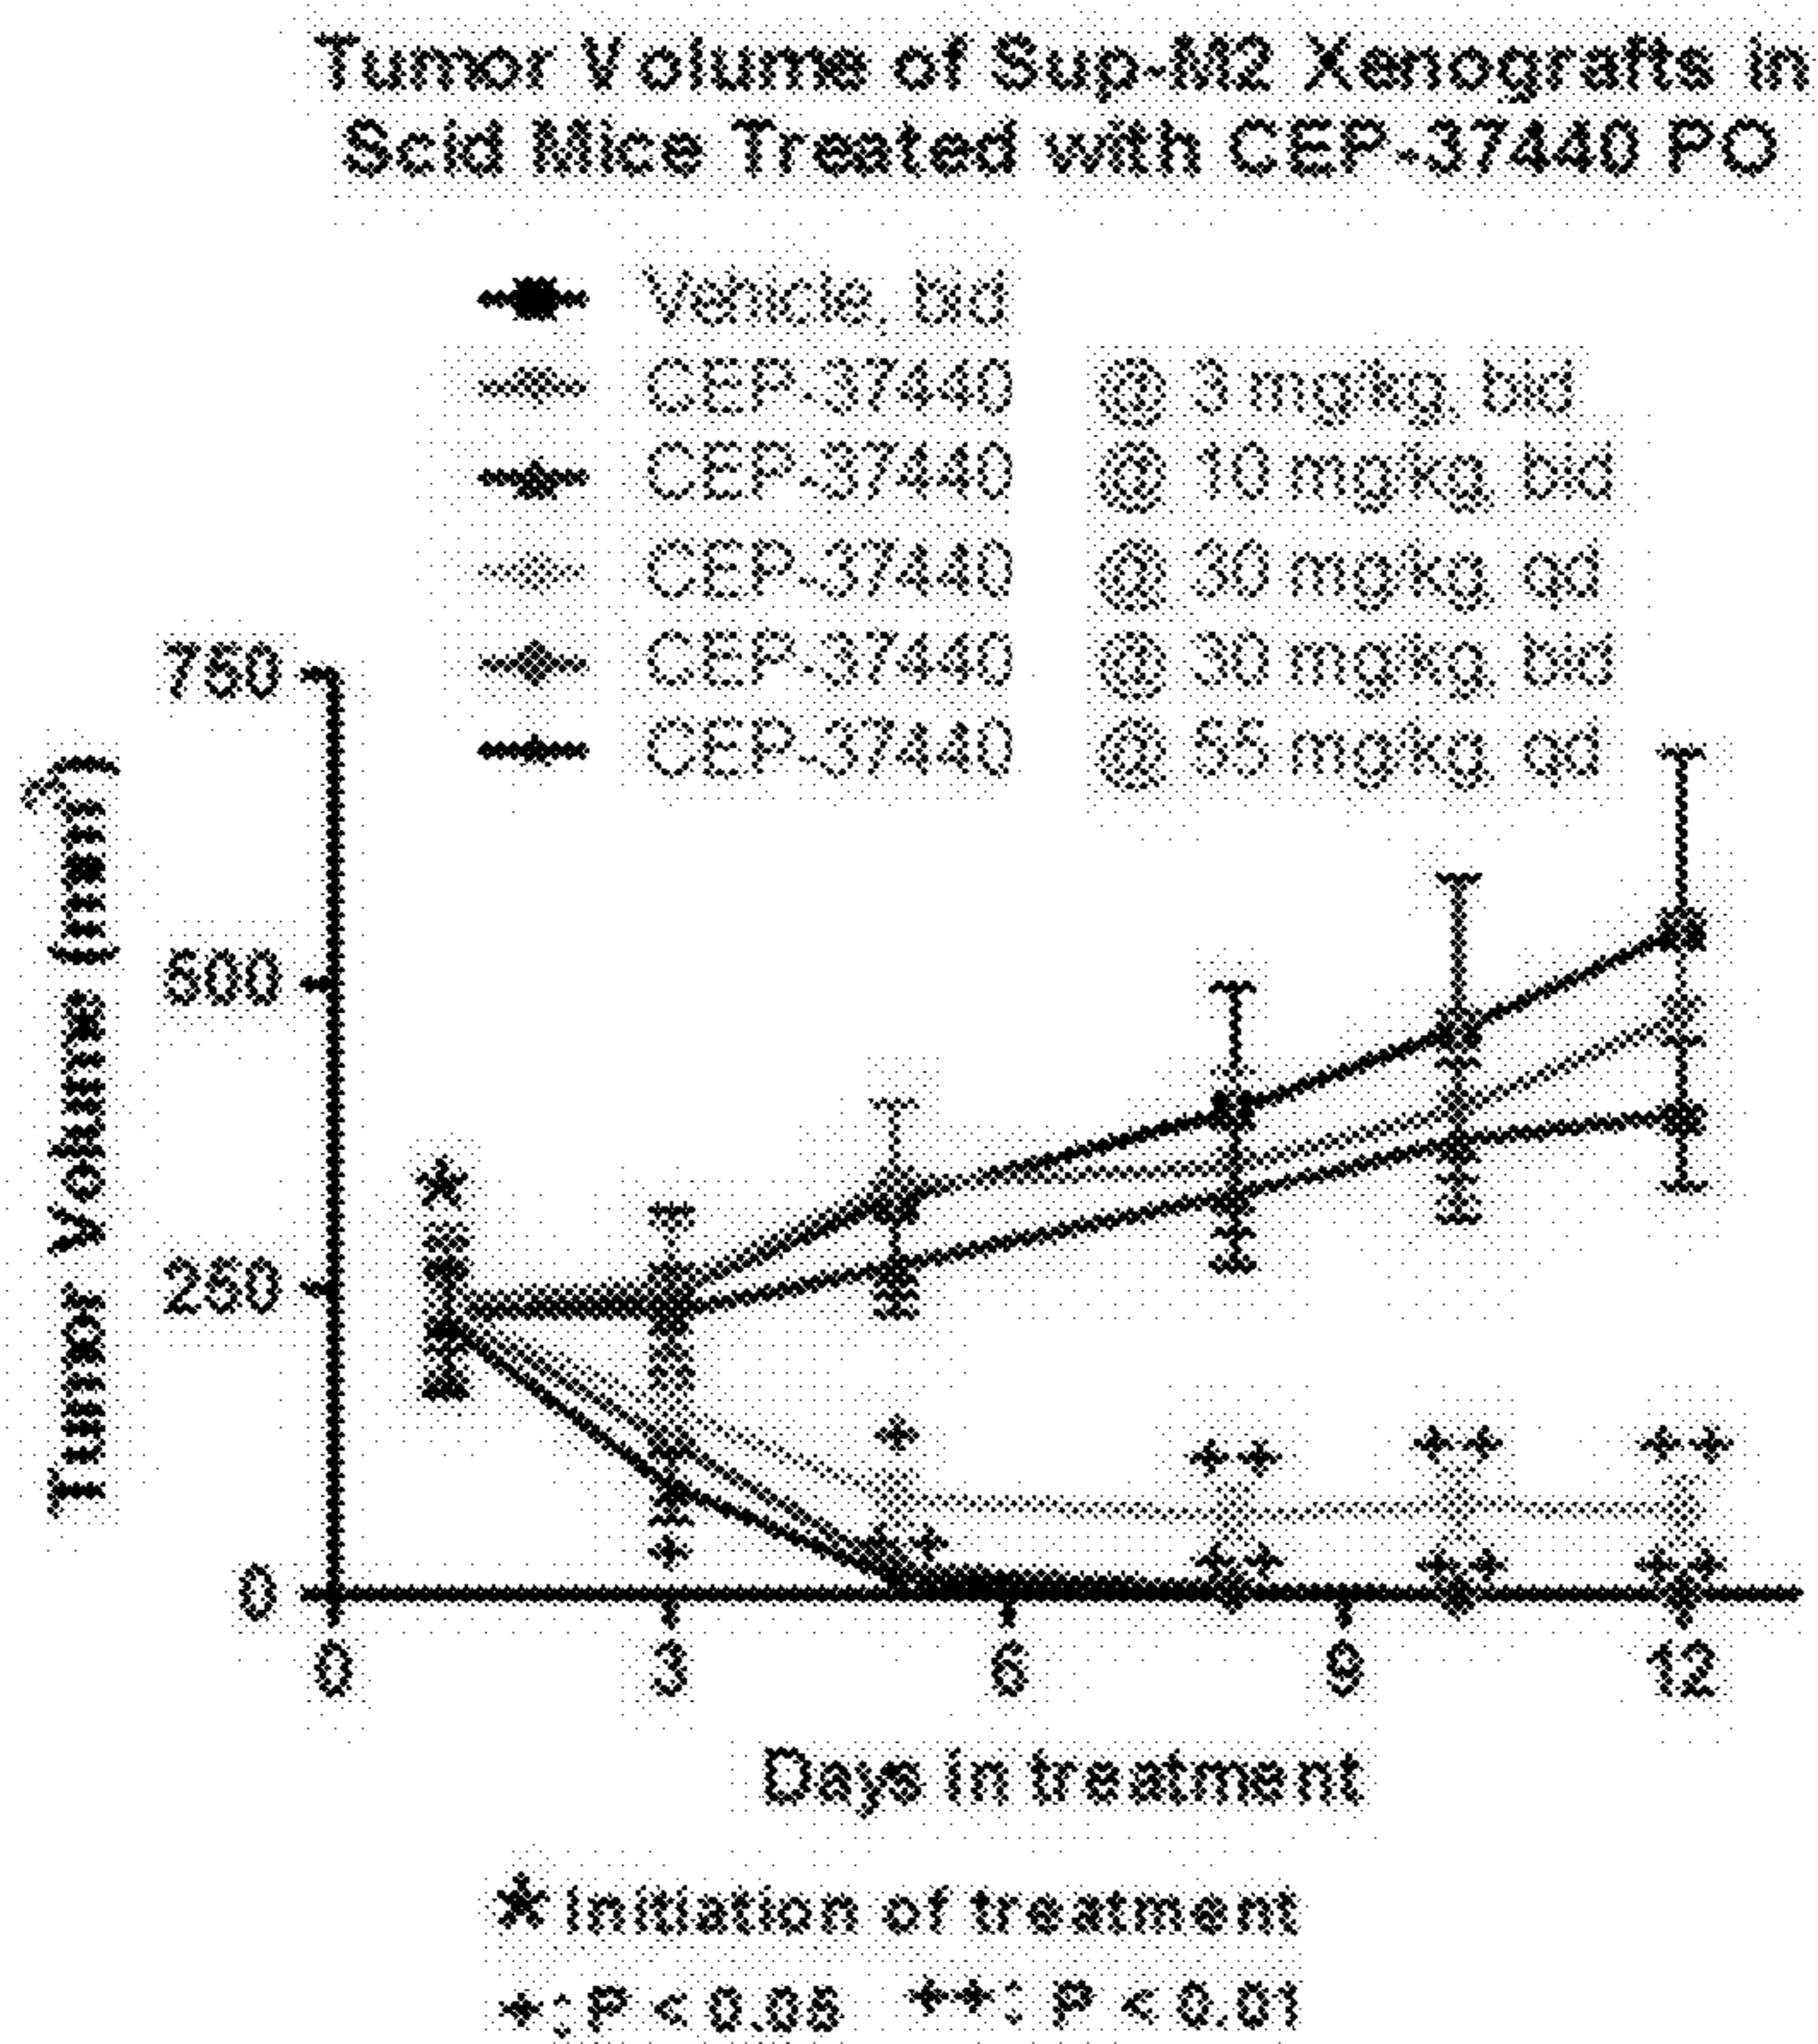 Tumor Volume of Sup-M2 Xenografts in
Scid Mice Treated with CEP-37440 PO
Vehicle, bid
CEP-37440 @ 3 mg/kg, bid
CEP-37440 @ 10 mg/kg, bid
CEP-37440 @ 30 mg/kg, qd
CEP-37440 @ 30 mg/kg, bid
CEP-37440 @ 55 mg/kg, qd
Tumor Volume (mm³)
750
500
250
0
0 3 6 9 12
Days in treatment
* Initiation of treatment
+: P < 0.05 ++: P < 0.01